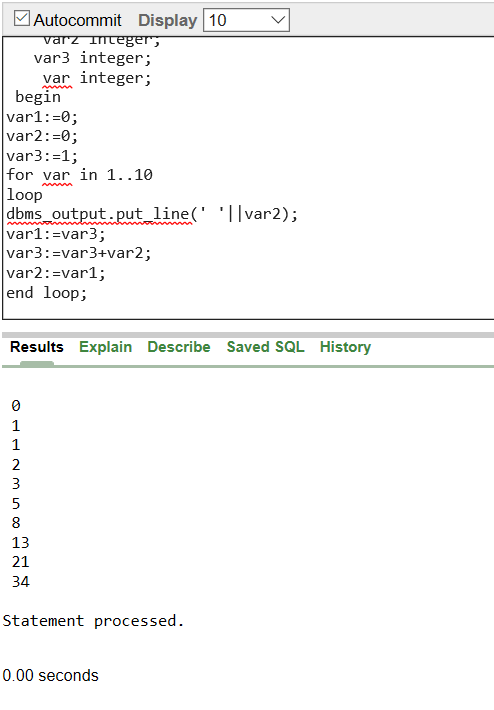 Autocommit Display 10
var2 integer;
var3 integer;
var integer;
begin
var1:=0;
var2:=0;
var3:=1;
for var in 1..10
loop
dbms_output.put_line(' '||var2);
var1:=var3;
var3:=var3+var2;
var2:=var1;
end loop;
Results Explain Describe Saved SQL History
0
1
1
2
3
5
8
13
21
34
Statement processed.
0.00 seconds